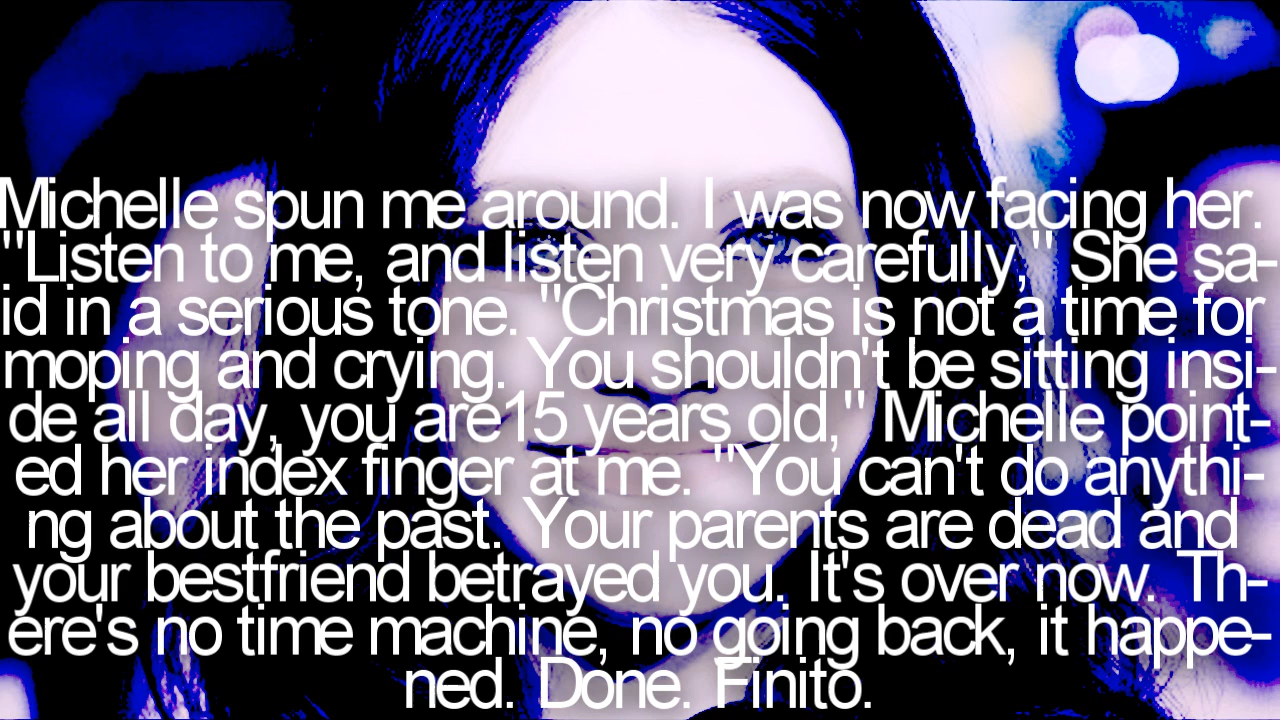 Michelle spun me around. I was now facing her.
"Listen to me, and listen very carefully," She sa-
id in a serious tone. "Christmas is not a time for
moping and crying. You shouldn't be sitting insi-
de all day, you are15 years old," Michelle point-
ed her index finger at me. "You can't do anythi-
ng about the past. Your parents are dead and
your bestfriend betrayed you. It's over now. Th-
ere's no time machine, no going back, it happe-
ned. Done. Finito.